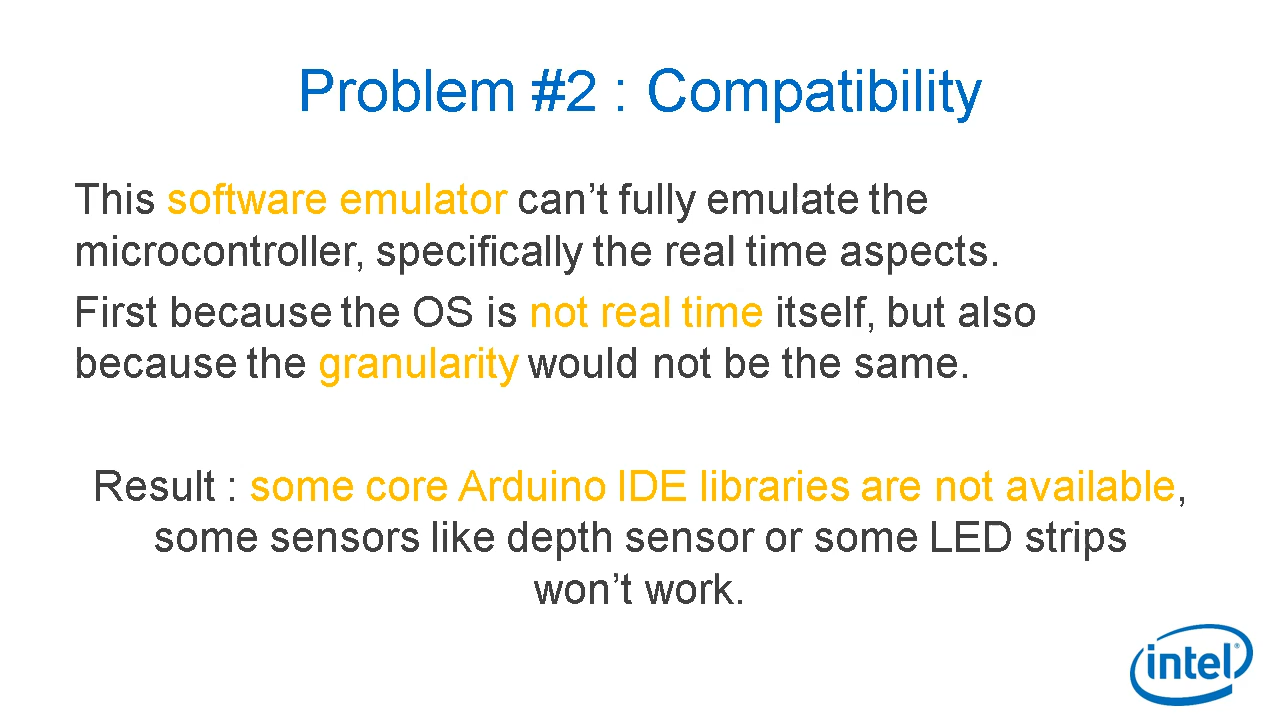 Problem #2 : Compatibility
This software emulator can’t fully emulate the
microcontroller, specifically the real time aspects.
First because the OS is not real time itself, but also
because the granularity would not be the same.
Result : some core Arduino IDE libraries are not available,
some sensors like depth sensor or some LED strips
won’t work.
intel®